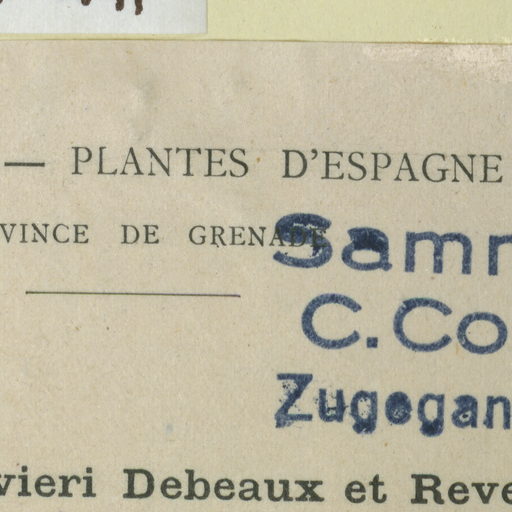 — PLANTES D'ESPAGNE
VINCE DE GRENADE
Samm
C. Co
Zugegan
vieri Debeaux et Reve